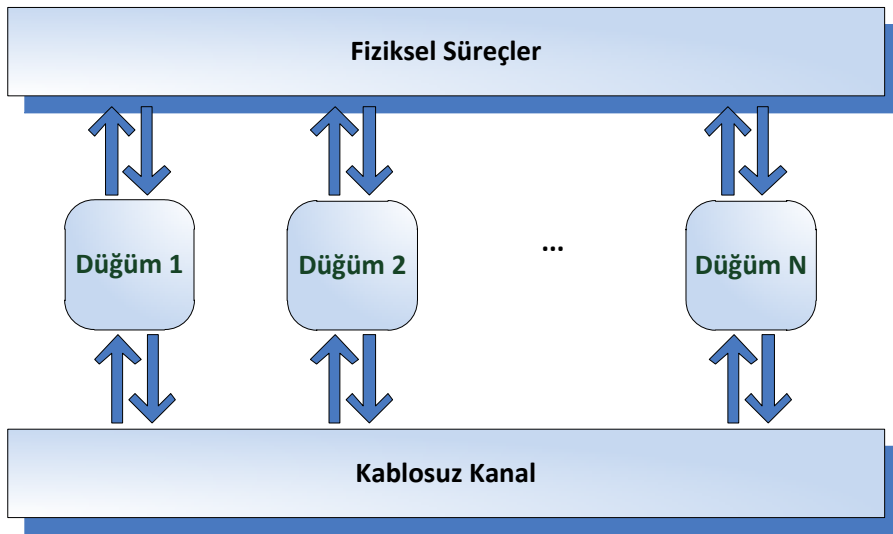 Fiziksel Süreçler
Düğüm 1
Düğüm 2
...
Düğüm N
Kablosuz Kanal